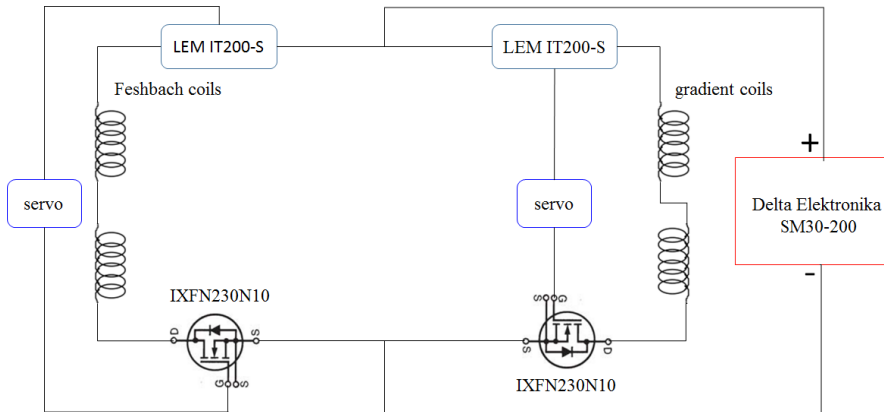 LEM IT200-S
LEM IT200-S
Feshbach coils
gradient coils
+
servo
servo
Delta Elektronika
SM30-200
-
IXFN230N10
D
S
G
S
S
G
S
D
IXFN230N10